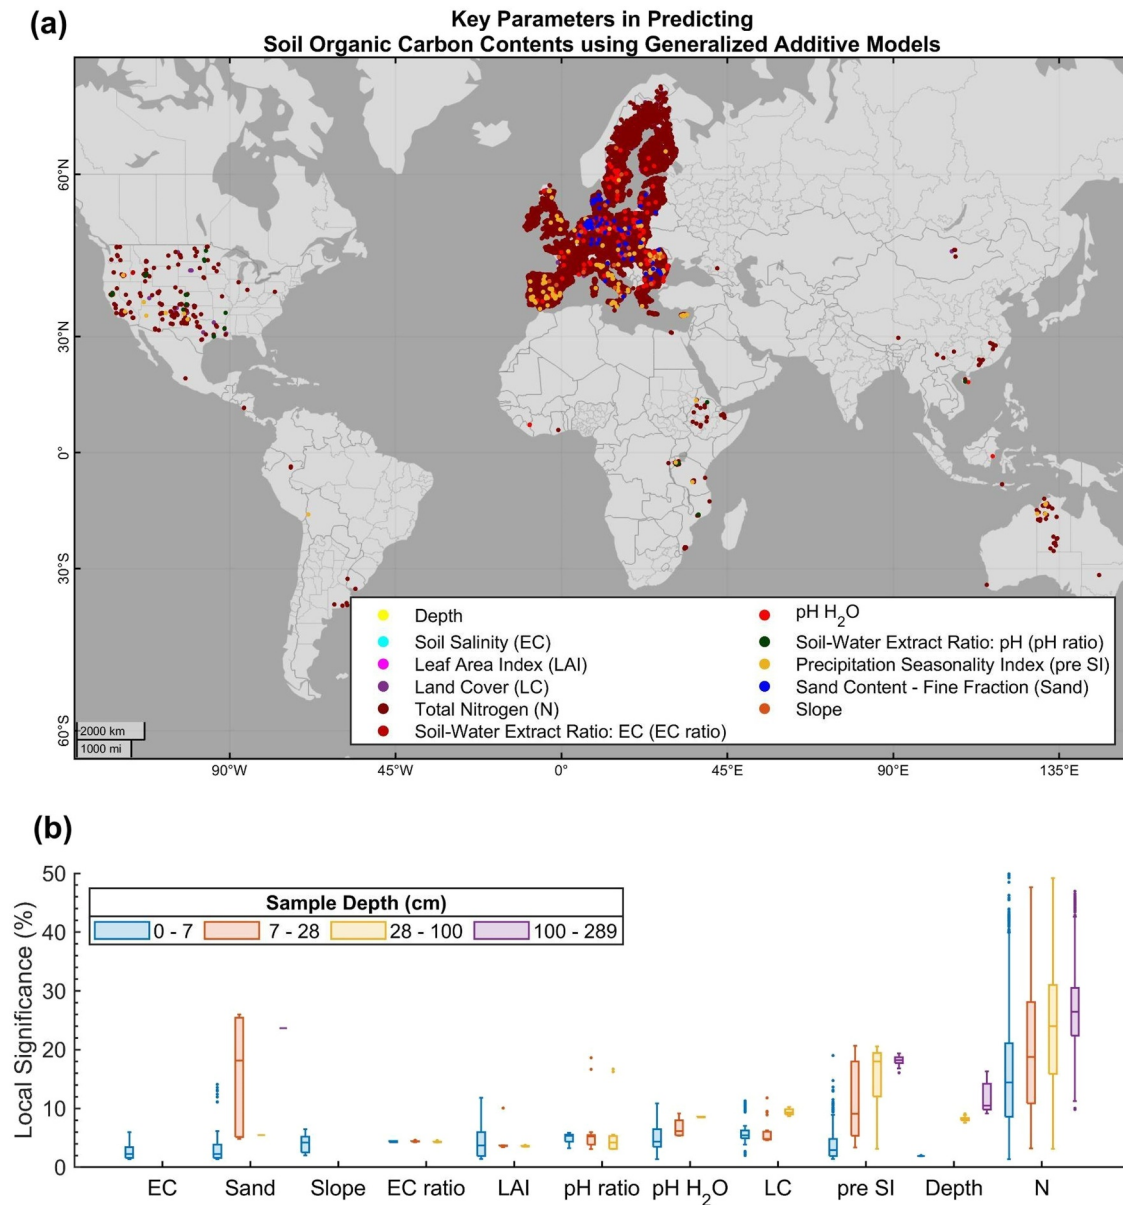 (a)
Key Parameters in Predicting
Soil Organic Carbon Contents using Generalized Additive Models
60°N
30°N
0°
30°S
60°S
Depth
Soil Salinity (EC)
Leaf Area Index (LAI)
Land Cover (LC)
Total Nitrogen (N)
Soil-Water Extract Ratio: EC (EC ratio)
pH H₂O
Soil-Water Extract Ratio: pH (pH ratio)
Precipitation Seasonality Index (pre SI)
Sand Content - Fine Fraction (Sand)
Slope
2000 km
1000 mi
90°W 45°W 0° 45°E 90°E 135°E
(b)
Local Significance (%)
50
40
30
20
10
0
Sample Depth (cm)
0 - 7 7 - 28 28 - 100 100 - 289
EC Sand Slope EC ratio LAI pH ratio pH H₂O LC pre SI Depth N